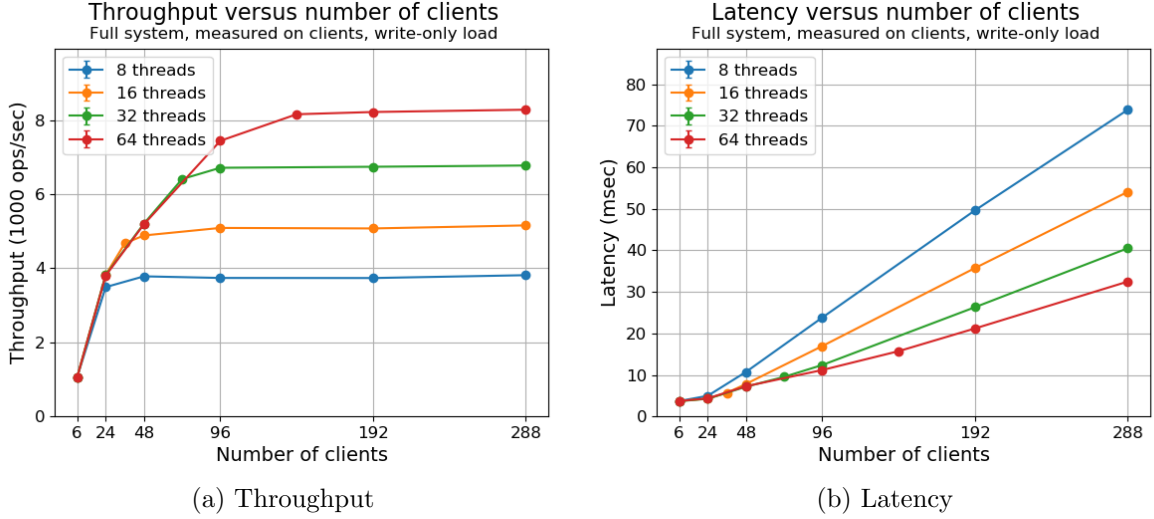 Throughput versus number of clients
Full system, measured on clients, write-only load
8 threads
16 threads
32 threads
64 threads
Throughput (1000 ops/sec)
8
6
4
2
0
6 24 48 96 192 288
Number of clients
(a) Throughput
Latency versus number of clients
Full system, measured on clients, write-only load
8 threads
16 threads
32 threads
64 threads
Latency (msec)
80
70
60
50
40
30
20
10
0
6 24 48 96 192 288
Number of clients
(b) Latency